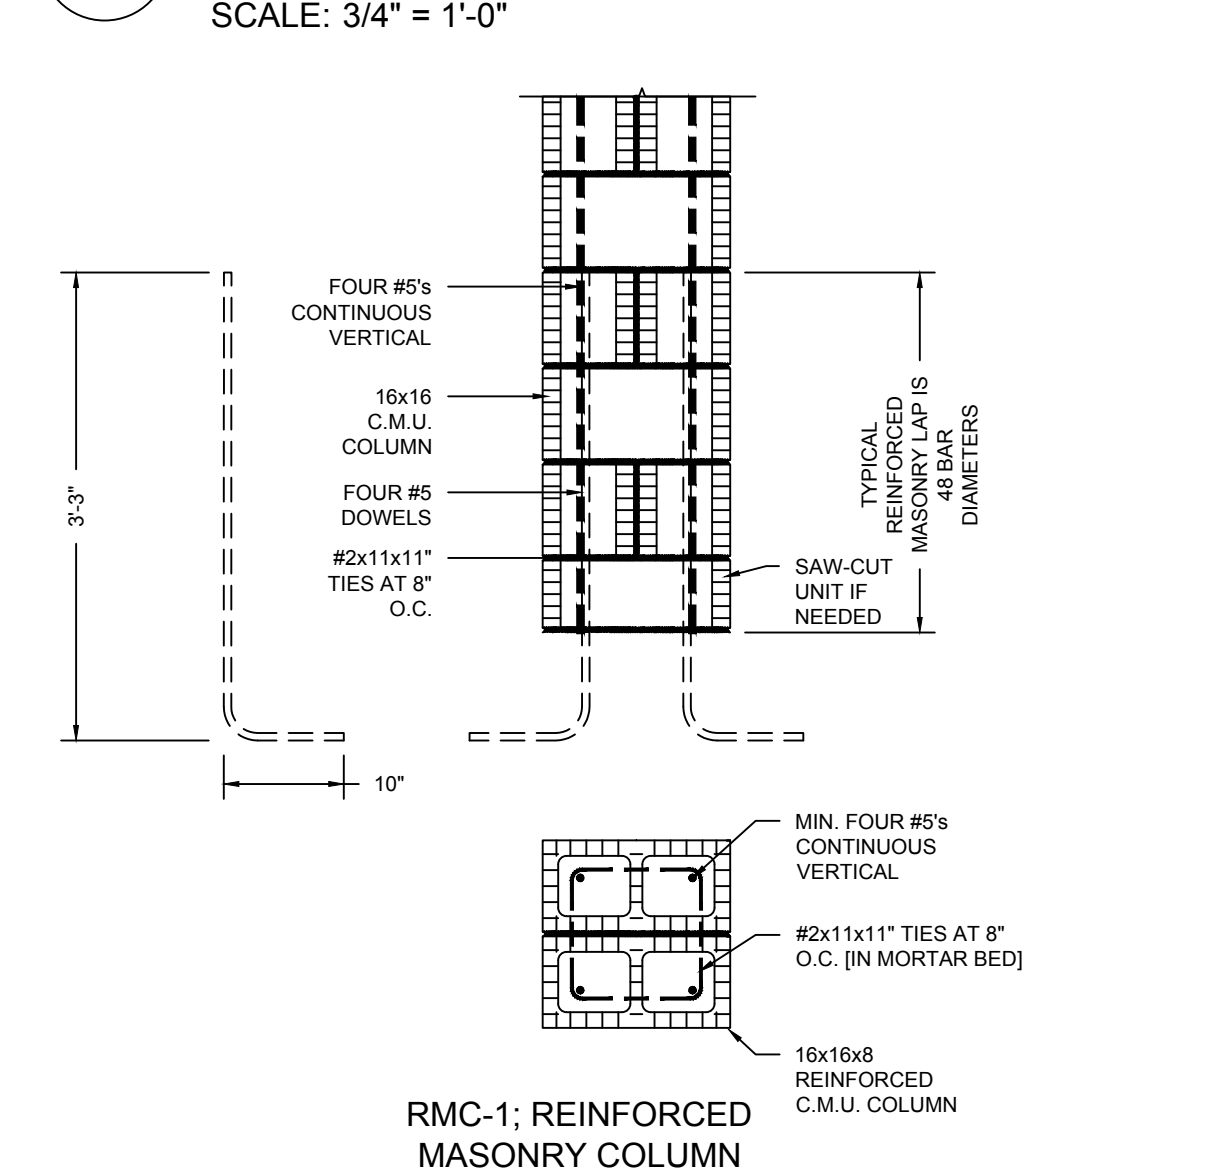 SCALE: 3/4" = 1'-0"
FOUR #5's
CONTINUOUS
VERTICAL
16x16
C.M.U.
COLUMN
FOUR #5
DOWELS
#2x11x11"
TIES AT 8"
O.C.
3'-3"
10"
TYPICAL
REINFORCED
MASONRY LAP IS
48 BAR
DIAMETERS
SAW-CUT
UNIT IF
NEEDED
MIN. FOUR #5's
CONTINUOUS
VERTICAL
#2x11x11" TIES AT 8"
O.C. [IN MORTAR BED]
16x16x8
REINFORCED
C.M.U. COLUMN
RMC-1; REINFORCED
MASONRY COLUMN